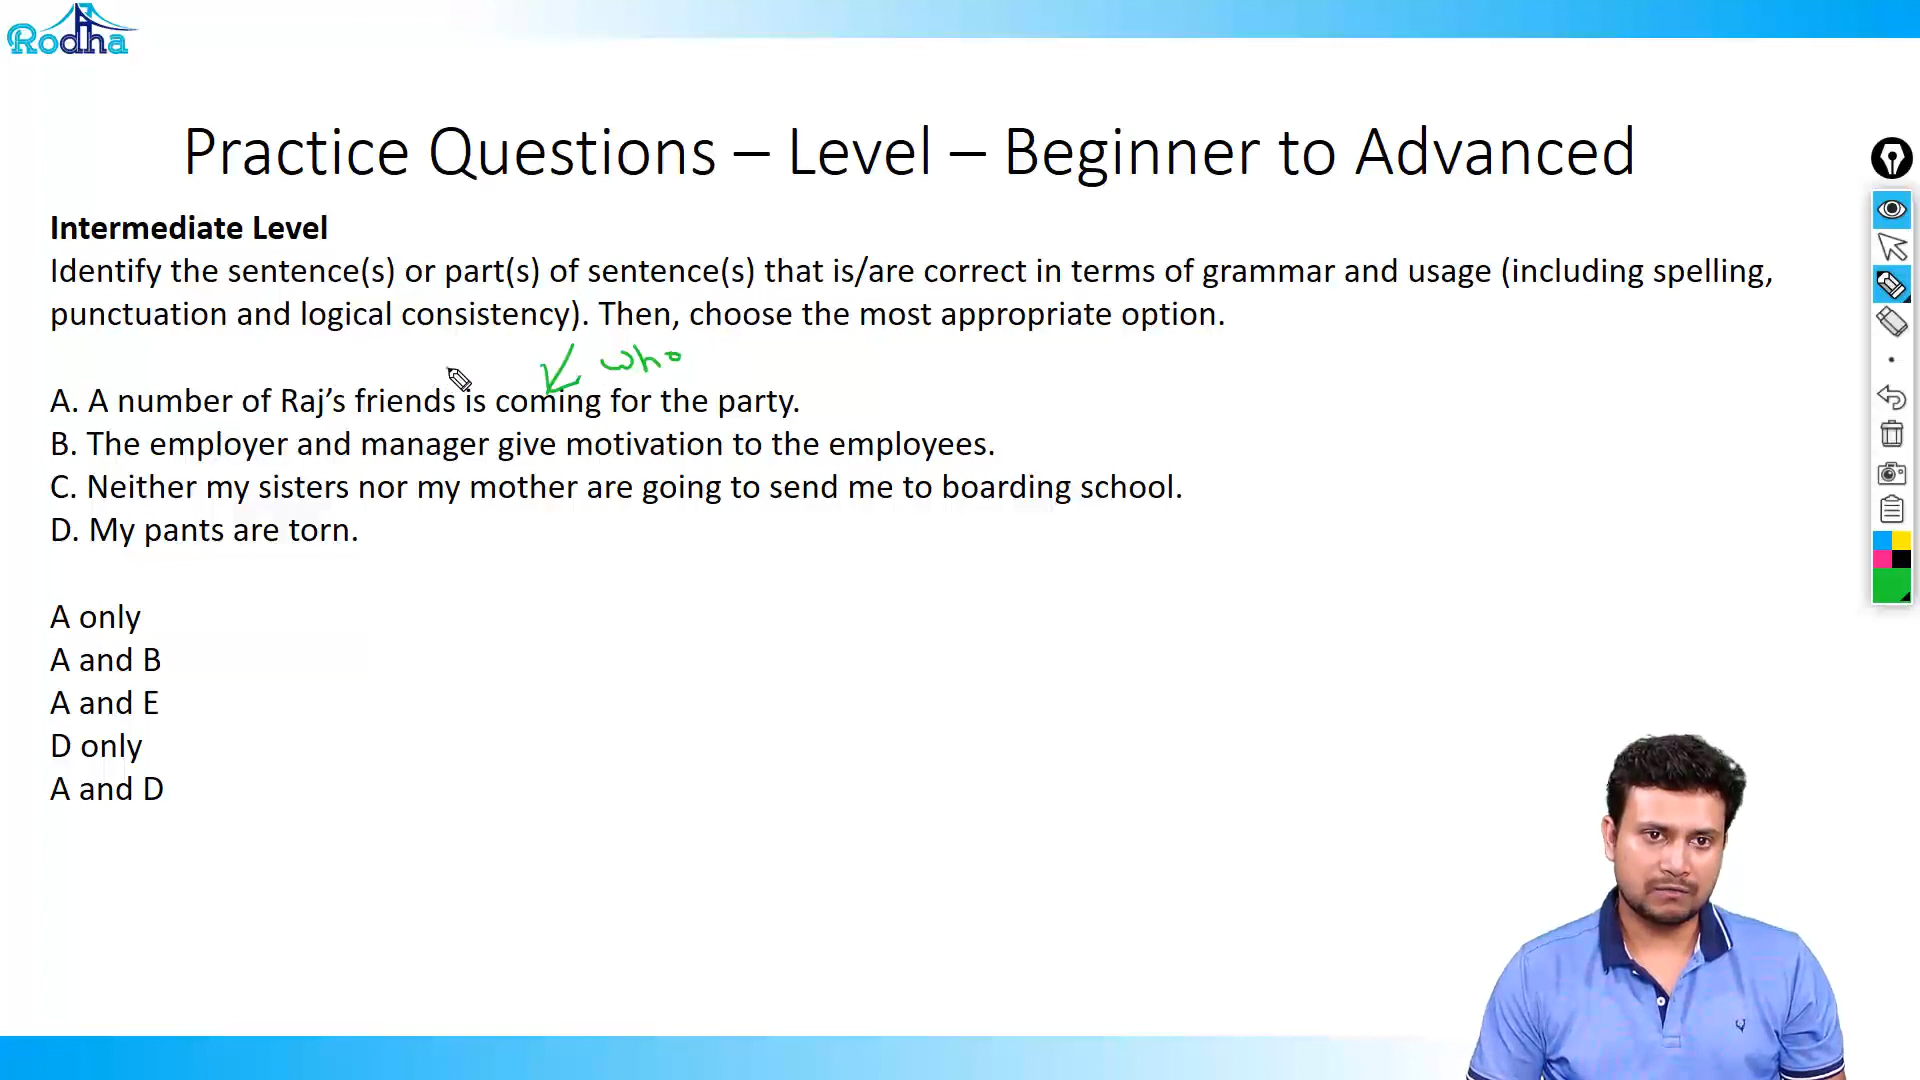 Rodha
Practice Questions – Level – Beginner to Advanced
Intermediate Level
Identify the sentence(s) or part(s) of sentence(s) that is/are correct in terms of grammar and usage (including spelling,
punctuation and logical consistency). Then, choose the most appropriate option.
who
A. A number of Raj’s friends is coming for the party.
B. The employer and manager give motivation to the employees.
C. Neither my sisters nor my mother are going to send me to boarding school.
D. My pants are torn.
A only
A and B
A and E
D only
A and D